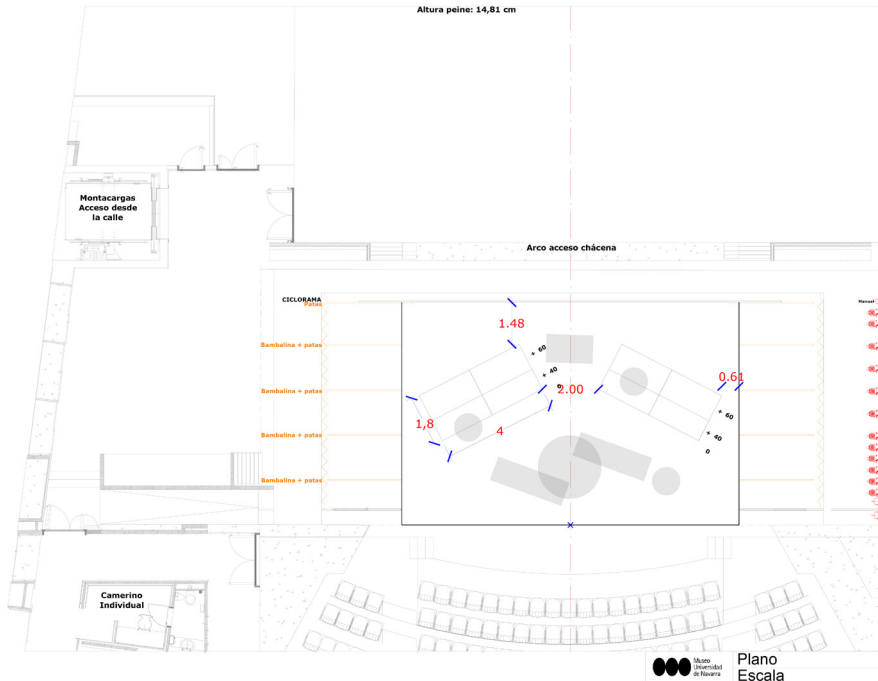 Altura peine: 14,81 cm
Montacargas
Acceso desde
la calle
Arco acceso chácena
CICLORAMA
Patas
Manual
1.48
Bambalina + patas
+ 60
+ 40
0
0.61
2.00
Bambalina + patas
1,8
4
+ 60
+ 40
0
Bambalina + patas
Bambalina + patas
Camerino
Individual
Museo
Universidad
de Navarra
Plano
Escala